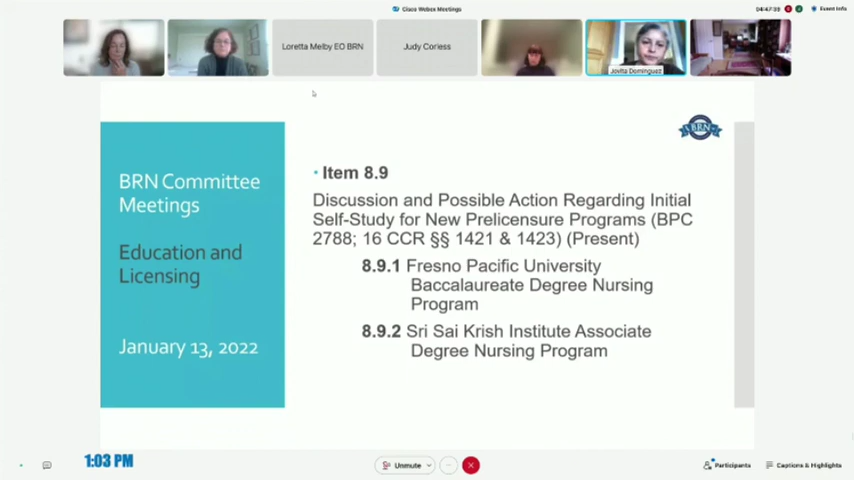 Cisco Webex Meetings
Event Info
Loretta Melby EO BRN
Judy Corless
Jovita Dominguez
BRN
BRN Committee
Meetings
Education and
Licensing
January 13, 2022
• Item 8.9
Discussion and Possible Action Regarding Initial
Self-Study for New Prelicensure Programs (BPC
2788; 16 CCR §§ 1421 & 1423) (Present)
8.9.1 Fresno Pacific University
Baccalaureate Degree Nursing
Program
8.9.2 Sri Sai Krish Institute Associate
Degree Nursing Program
1:03 PM
Unmute
Participants
Captions & Highlights